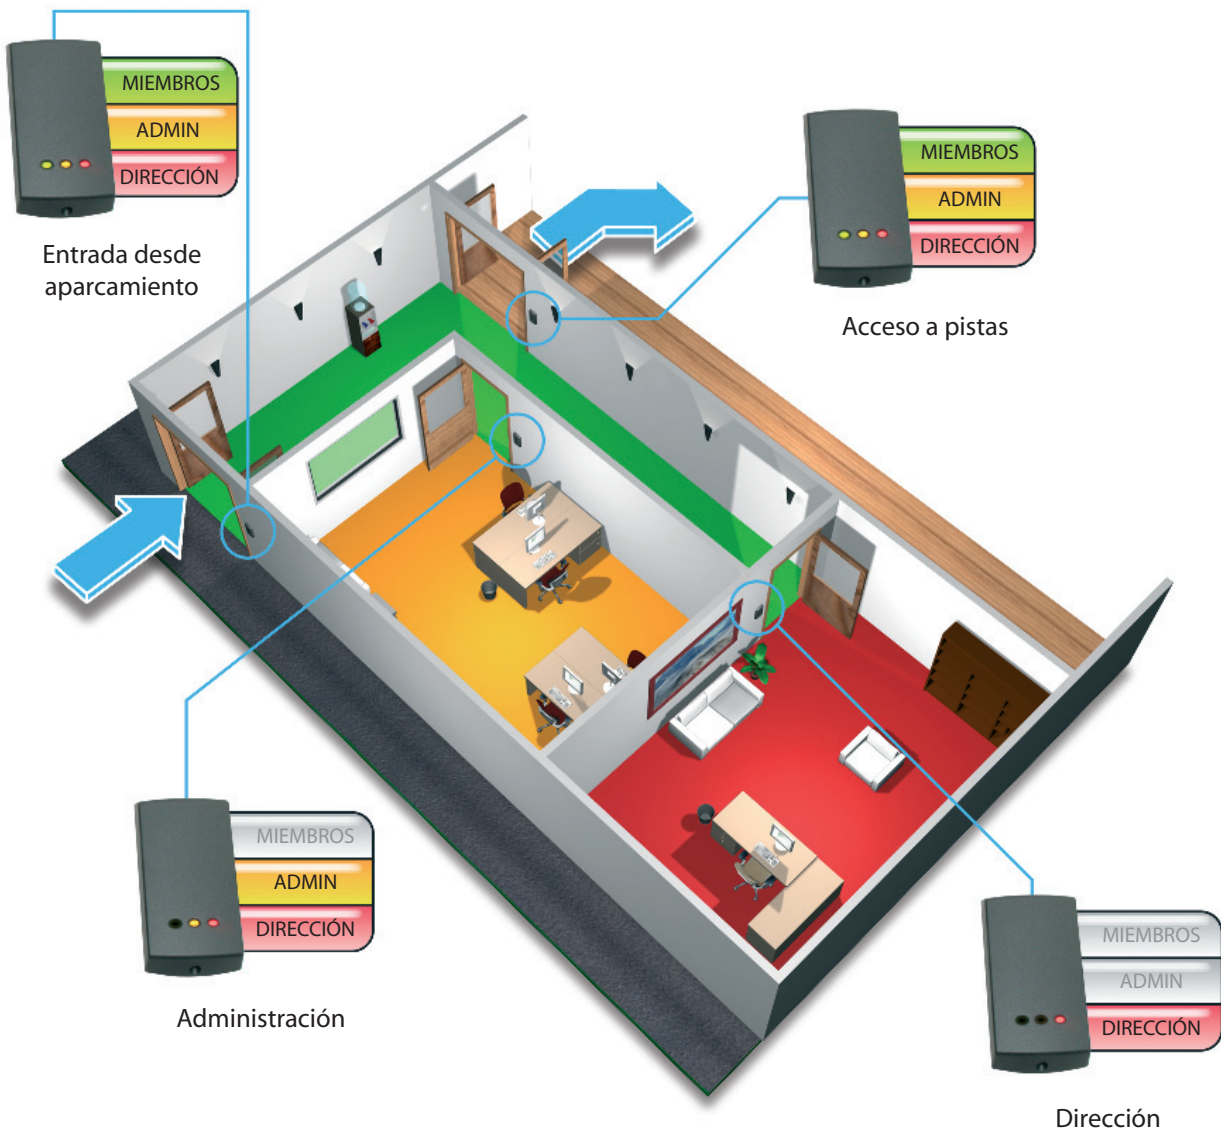 MIEMBROS
ADMIN
DIRECCIÓN
Entrada desde
aparcamiento
MIEMBROS
ADMIN
DIRECCIÓN
Acceso a pistas
MIEMBROS
ADMIN
DIRECCIÓN
Administración
MIEMBROS
ADMIN
DIRECCIÓN
Dirección